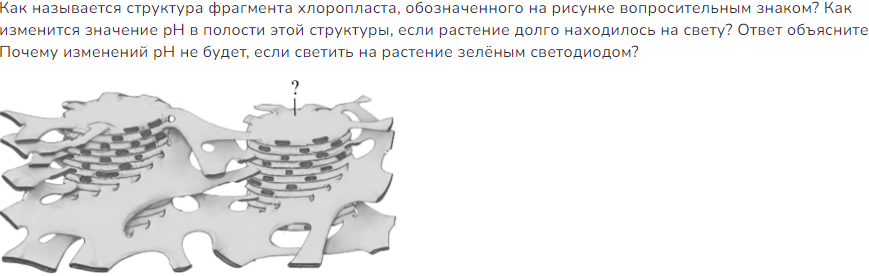 Как называется структура фрагмента хлоропласта, обозначенного на рисунке вопросительным знаком? Как
изменится значение pH в полости этой структуры, если растение долго находилось на свету? Ответ объясните
Почему изменений pH не будет, если светить на растение зелёным светодиодом?
?